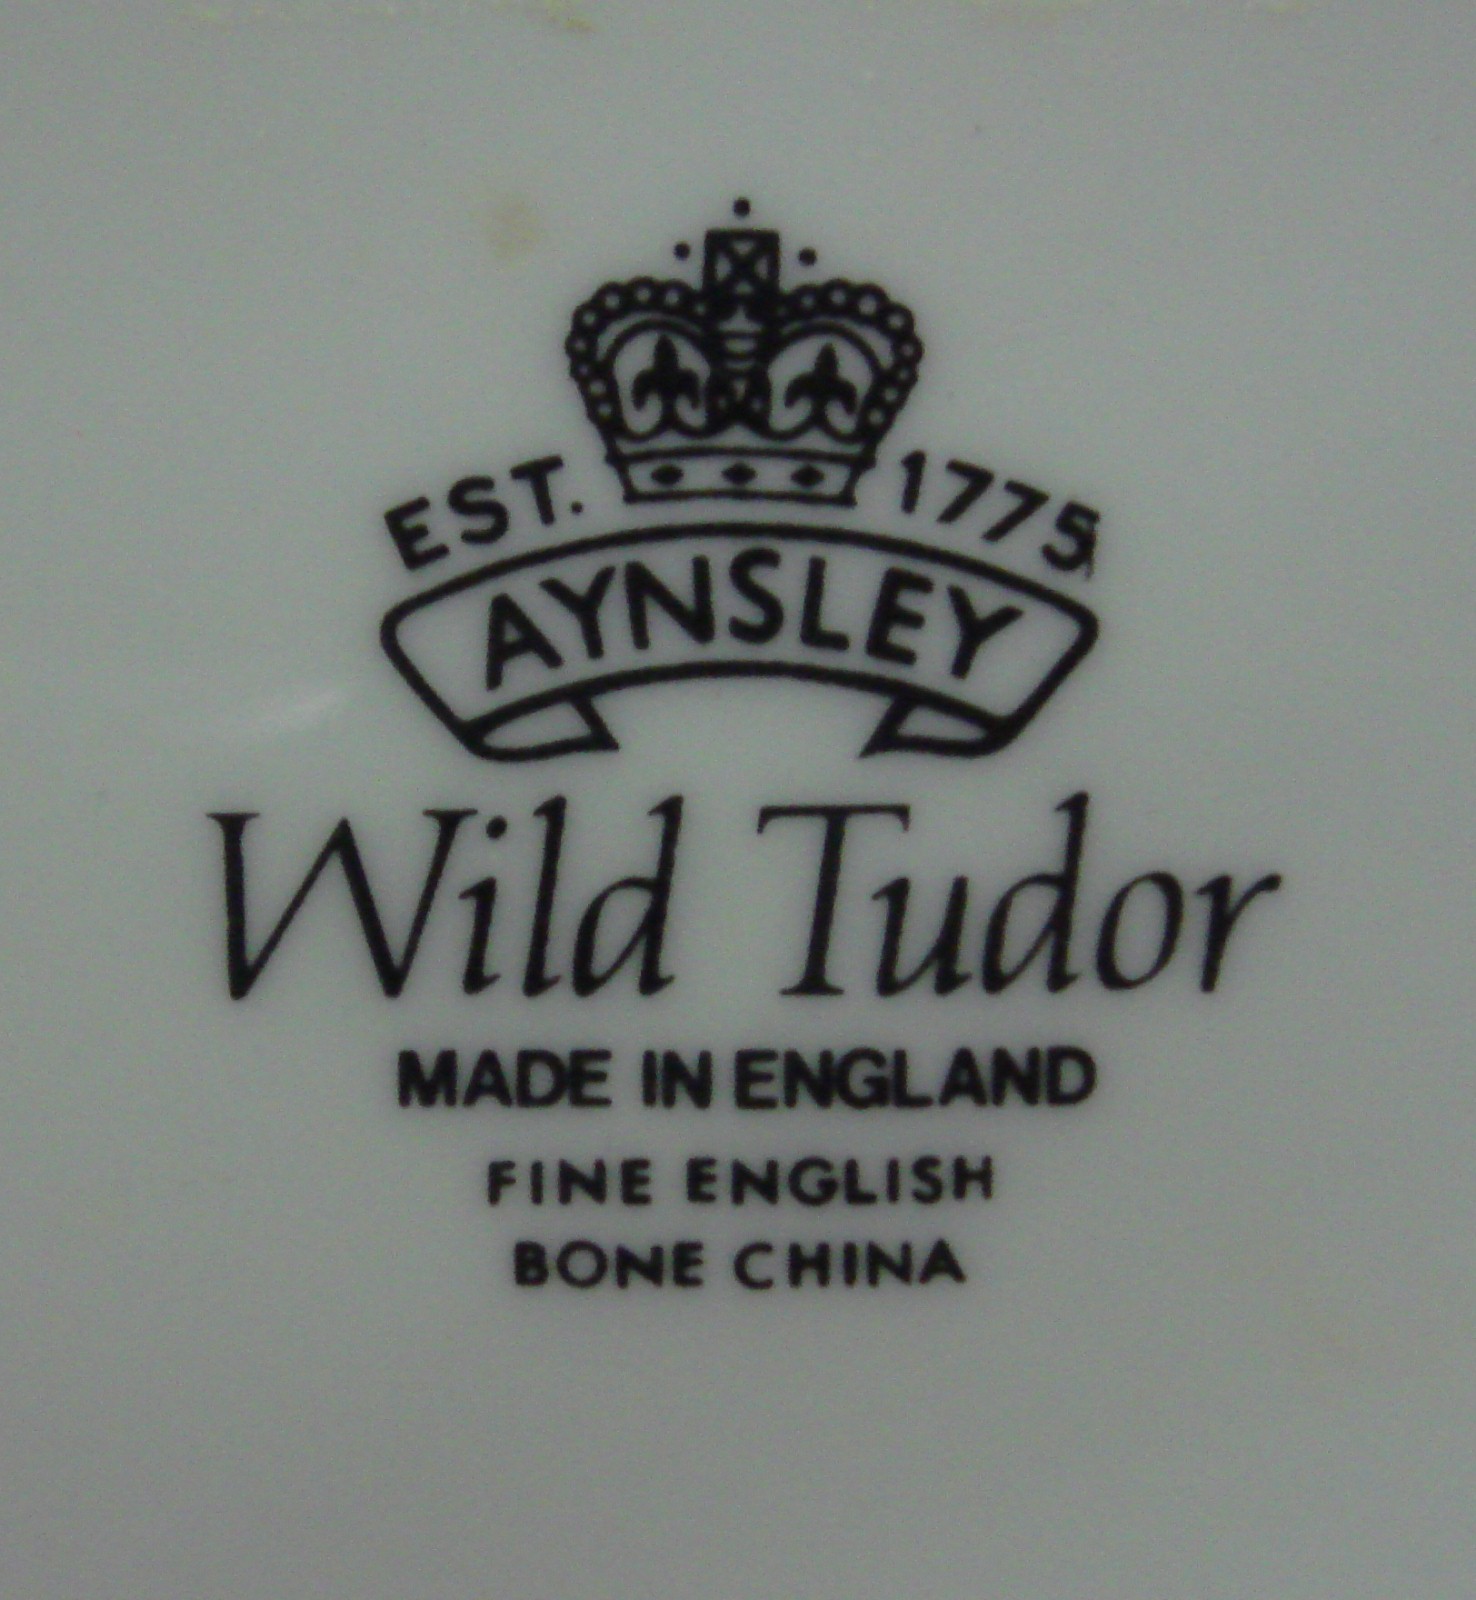 EST. 1775
AYNSLEY
Wild Tudor
MADE IN ENGLAND
FINE ENGLISH
BONE CHINA